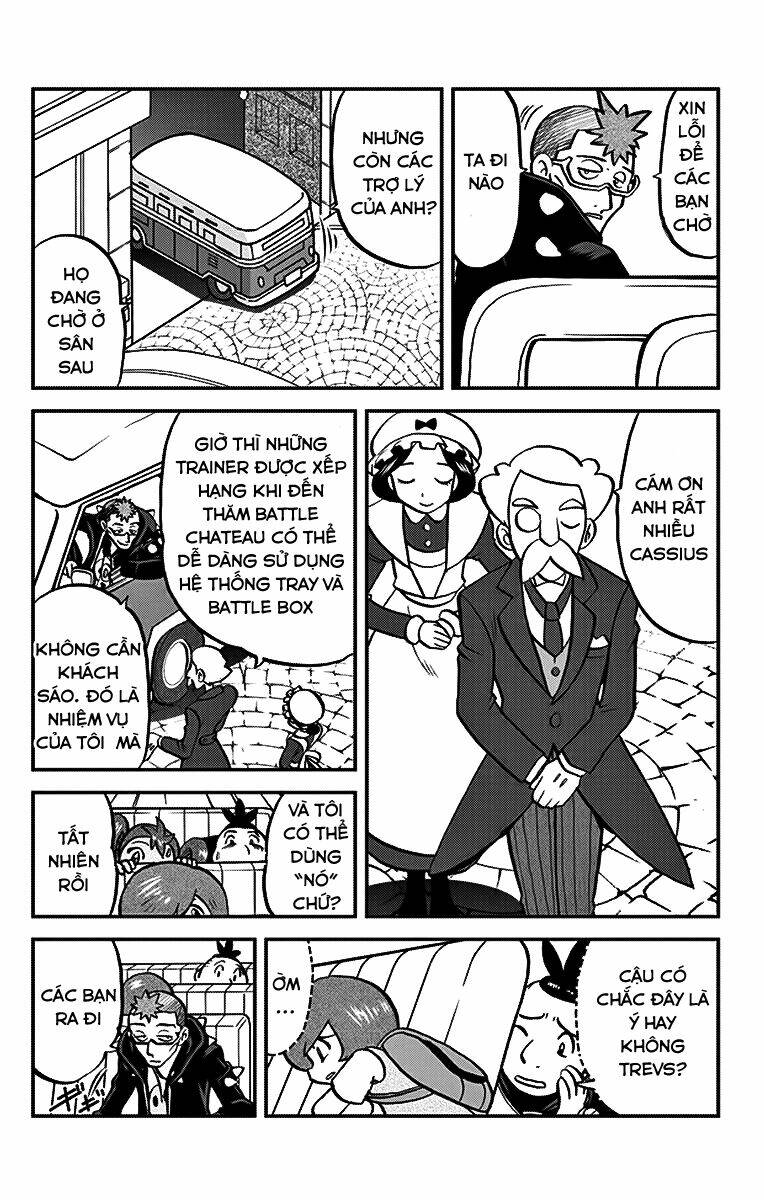 XIN
LỖI
ĐỂ
CÁC
BẠN
CHỜ
TA ĐI
NÀO
NHƯNG
CÒN CÁC
TRỢ LÝ
CỦA ANH?
HỌ
ĐANG
CHỜ Ở
SÂN
SAU
CÁM ƠN
ANH RẤT
NHIỀU
CASSIUS
GIỜ THÌ NHỮNG
TRAINER ĐƯỢC XẾP
HẠNG KHI ĐẾN
THĂM BATTLE
CHATEAU CÓ THỂ
DỄ DÀNG SỬ DỤNG
HỆ THỐNG TRAY VÀ
BATTLE BOX
KHÔNG CẦN
KHÁCH
SÁO. ĐÓ LÀ
NHIỆM VỤ
CỦA TÔI MÀ
VÀ TÔI
CÓ THỂ
DÙNG
“NÓ”
CHỨ?
TẤT
NHIÊN
RỒI
CẬU CÓ
CHẮC ĐÂY LÀ
Ý HAY
KHÔNG
TREVS?
ỜM
...
CÁC BẠN
RA ĐI